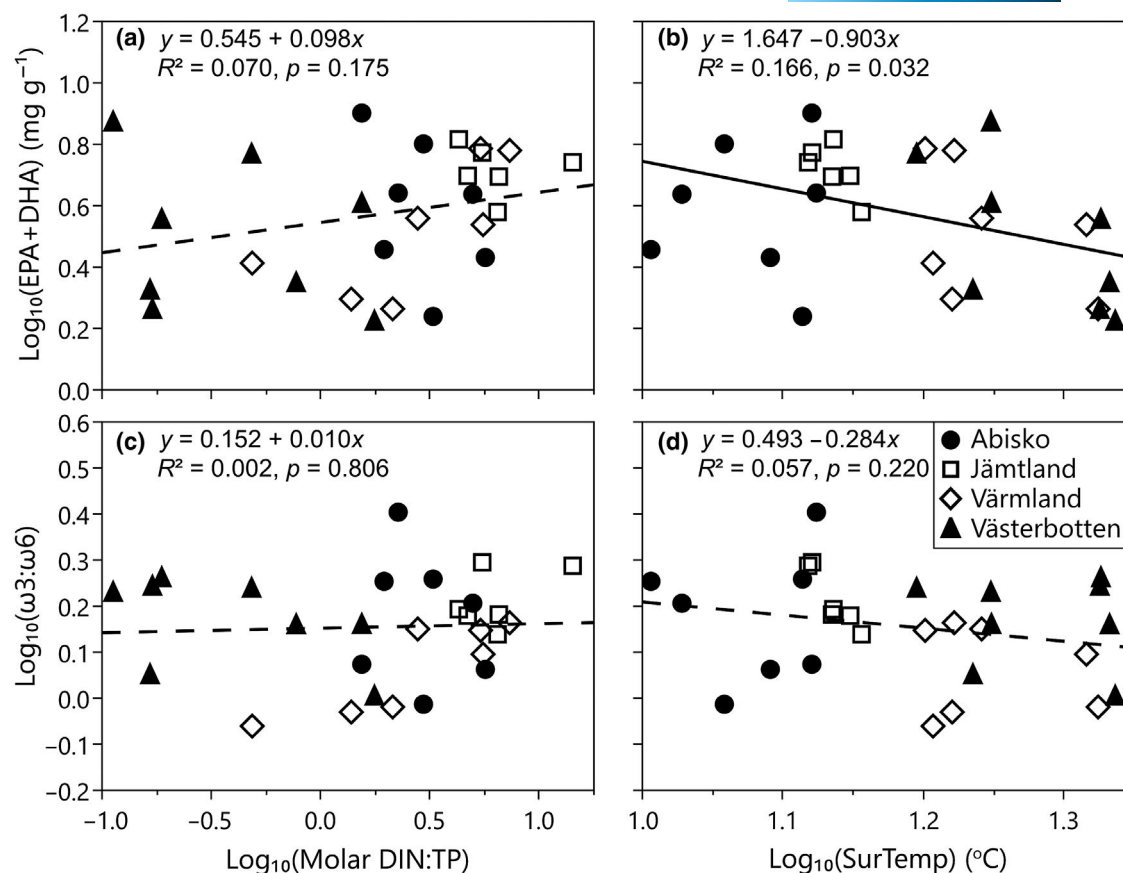 (a) y = 0.545 + 0.098x
R² = 0.070, p = 0.175
(b) y = 1.647 −0.903x
R² = 0.166, p = 0.032
Log₁₀(EPA+DHA) (mg g⁻¹)
1.2
1.0
0.8
0.6
0.4
0.2
0.0
(c) y = 0.152 + 0.010x
R² = 0.002, p = 0.806
(d) y = 0.493 −0.284x
R² = 0.057, p = 0.220
Abisko
Jämtland
Värmland
Västerbotten
Log₁₀(ω3:ω6)
0.6
0.5
0.4
0.3
0.2
0.1
0.0
−0.1
−0.2
−1.0 −0.5 0.0 0.5 1.0
Log₁₀(Molar DIN:TP)
1.0 1.1 1.2 1.3
Log₁₀(SurTemp) (°C)